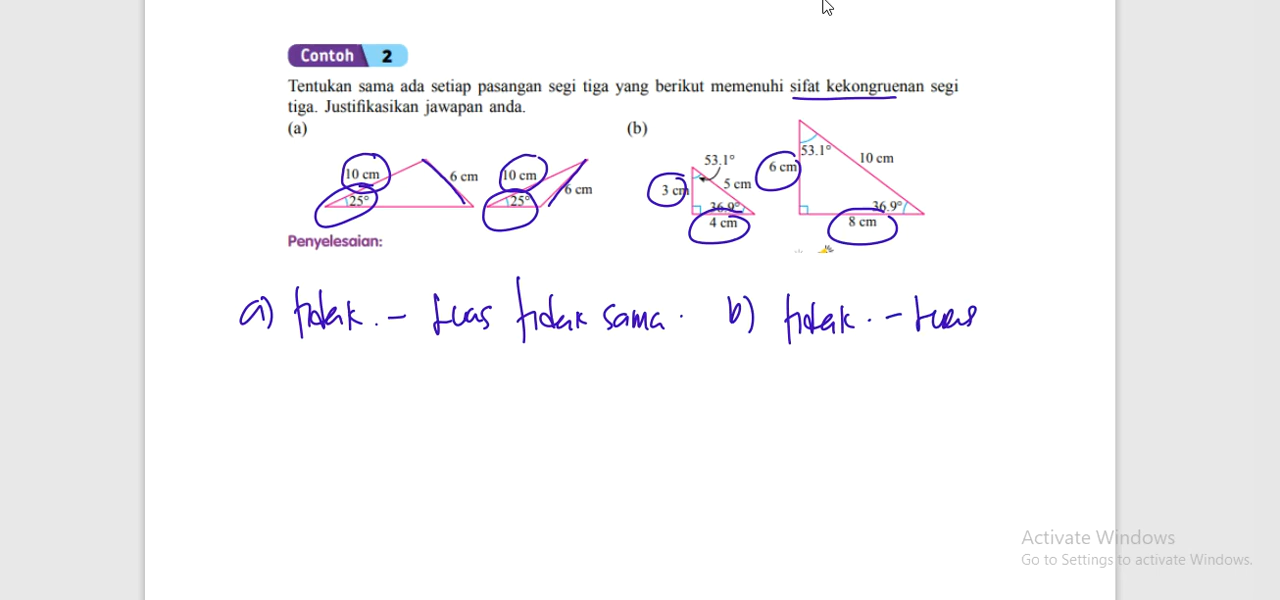 Contoh 2
Tentukan sama ada setiap pasangan segi tiga yang berikut memenuhi sifat kekongruenan segi
tiga. Justifikasikan jawapan anda.
(a) (b)
10 cm 6 cm 25°
10 cm 6 cm 25°
53.1° 3 cm 5 cm 36.9° 4 cm
53.1° 6 cm 10 cm 36.9° 8 cm
Penyelesaian:
a) tidak. - luas tidak sama. b) tidak. - luas
Activate Windows
Go to Settings to activate Windows.